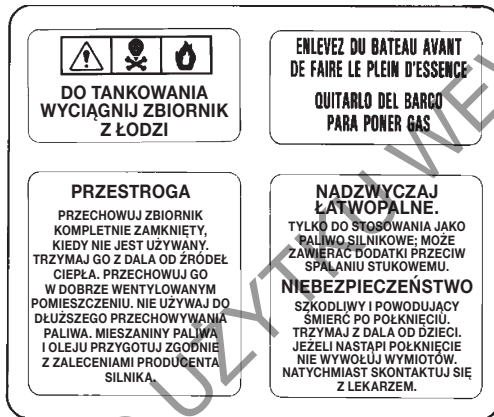 DO TANKOWANIA
WYCIĄGNIJ ZBIORNIK
Z ŁODZI
ENLEVEZ DU BATEAU AVANT
DE FAIRE LE PLEIN D'ESSENCE
QUITARLO DEL BARCO
PARA PONER GAS
PRZESTROGA
PRZECHOWUJ ZBIORNIK
KOMPLETNIE ZAMKNIĘTY,
KIEDY NIE JEST UŻYWANY.
TRZYMAJ GO Z DALA OD ŹRÓDEŁ
CIEPŁA. PRZECHOWUJ GO
W DOBRZE WENTYLOWANYM
POMIESZCZENIU. NIE UŻYWAJ DO
DŁUŻSZEGO PRZECHOWYWANIA
PALIWA. MIESZANINY PALIWA
I OLEJU PRZYGOTUJ ZGODNIE
Z ZALECENIAMI PRODUCENTA
SILNIKA.
NADZWYCZAJ
ŁATWOPALNE.
TYLKO DO STOSOWANIA JAKO
PALIWO SILNIKOWE; MOŻE
ZAWIERAĆ DODATKI PRZECIW
SPALANIU STUKOWEMU.
NIEBEZPIECZEŃSTWO
SZKODLIWY I POWODUJĄCY
ŚMIERĆ PO POŁKNIĘCIU.
TRZYMAJ Z DALA OD DZIECI.
JEŻELI NASTĄPI POŁKNIĘCIE
NIE WYWOŁUJ WYMIOTÓW.
NATYCHMIAST SKONTAKTUJ SIĘ
Z LEKARZEM.
UŻYTKU